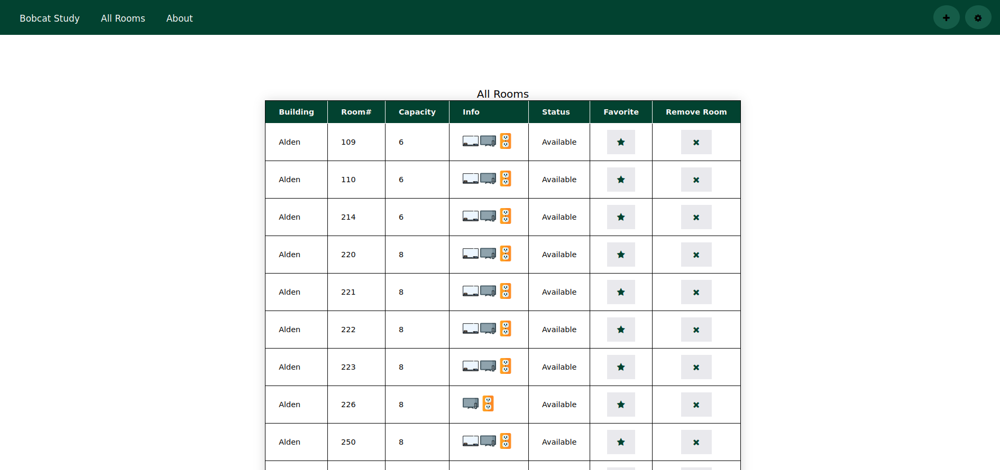 Bobcat Study All Rooms About
All Rooms
Building Room# Capacity Info Status Favorite Remove Room
Alden 109 6 Available
Alden 110 6 Available
Alden 214 6 Available
Alden 220 8 Available
Alden 221 8 Available
Alden 222 8 Available
Alden 223 8 Available
Alden 226 8 Available
Alden 250 8 Available